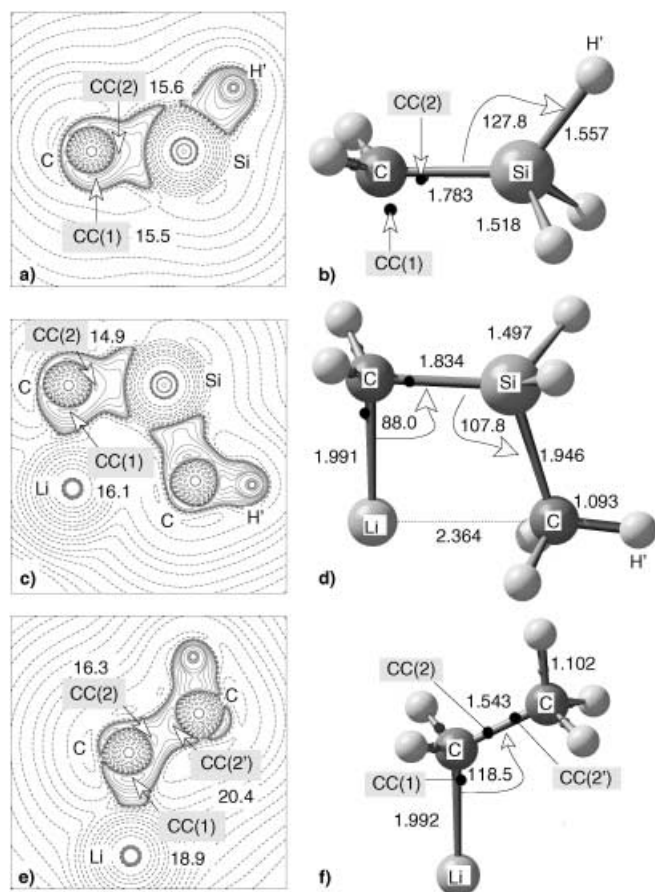 15.6
H'
CC(2)
C
Si
CC(1)
15.5
a)
H'
CC(2)
127.8
1.557
C
Si
1.783
1.518
CC(1)
b)
CC(2)
14.9
Si
C
CC(1)
Li
16.1
C
H'
c)
1.497
1.834
C
Si
88.0
107.8
1.991
1.946
1.093
Li
C
2.364
H'
d)
16.3
CC(2)
C
C
CC(2')
20.4
CC(1)
Li
18.9
e)
CC(2)
1.102
1.543
C
C
118.5
CC(1)
CC(2')
1.992
Li
f)